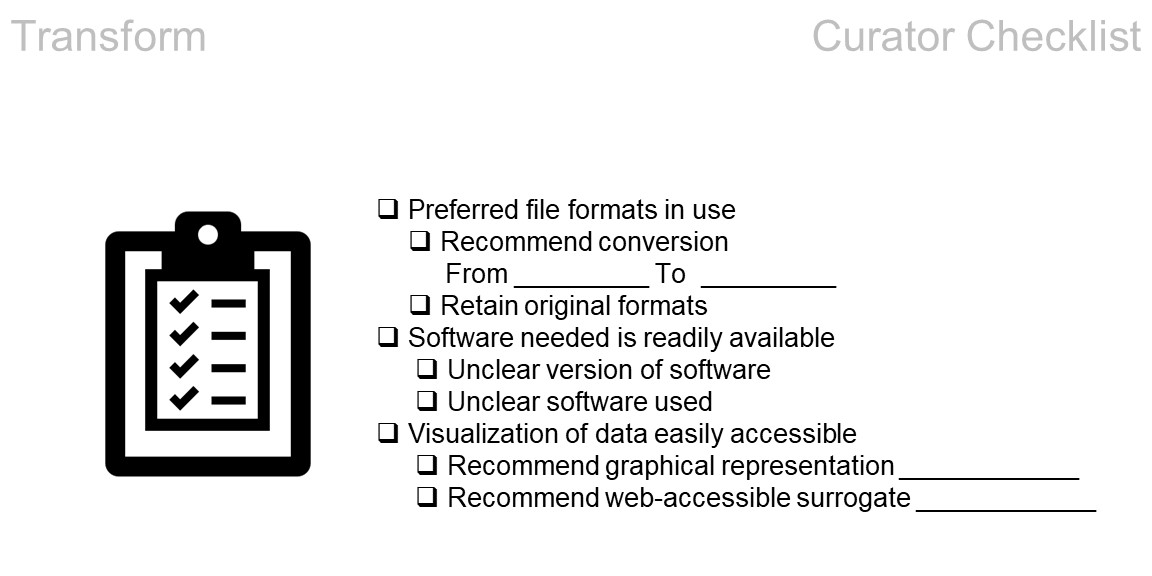 Transform
Curator Checklist
❑ Preferred file formats in use
❑ Recommend conversion
From _________ To _________
❑ Retain original formats
❑ Software needed is readily available
❑ Unclear version of software
❑ Unclear software used
❑ Visualization of data easily accessible
❑ Recommend graphical representation ____________
❑ Recommend web-accessible surrogate ____________